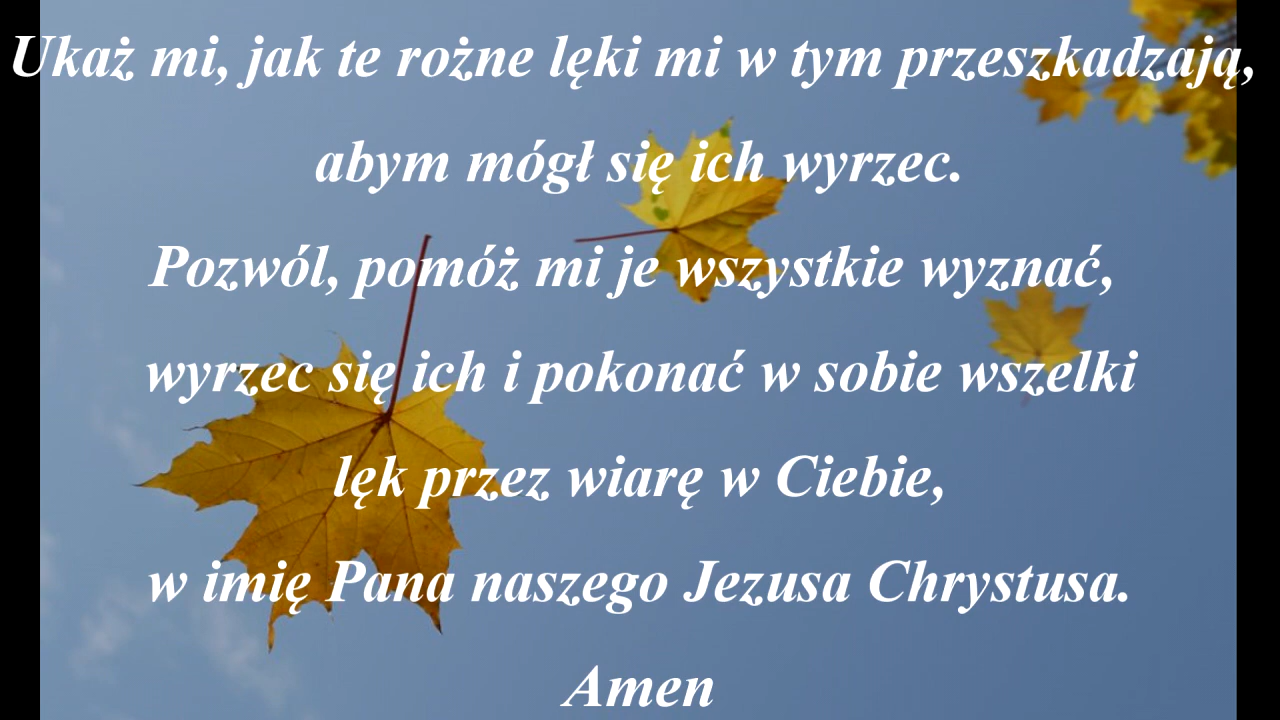 Ukaż mi, jak te rożne lęki mi w tym przeszkadzają,
abym mógł się ich wyrzec.
Pozwól, pomóż mi je wszystkie wyznać,
wyrzec się ich i pokonać w sobie wszelki
lęk przez wiarę w Ciebie,
w imię Pana naszego Jezusa Chrystusa.
Amen